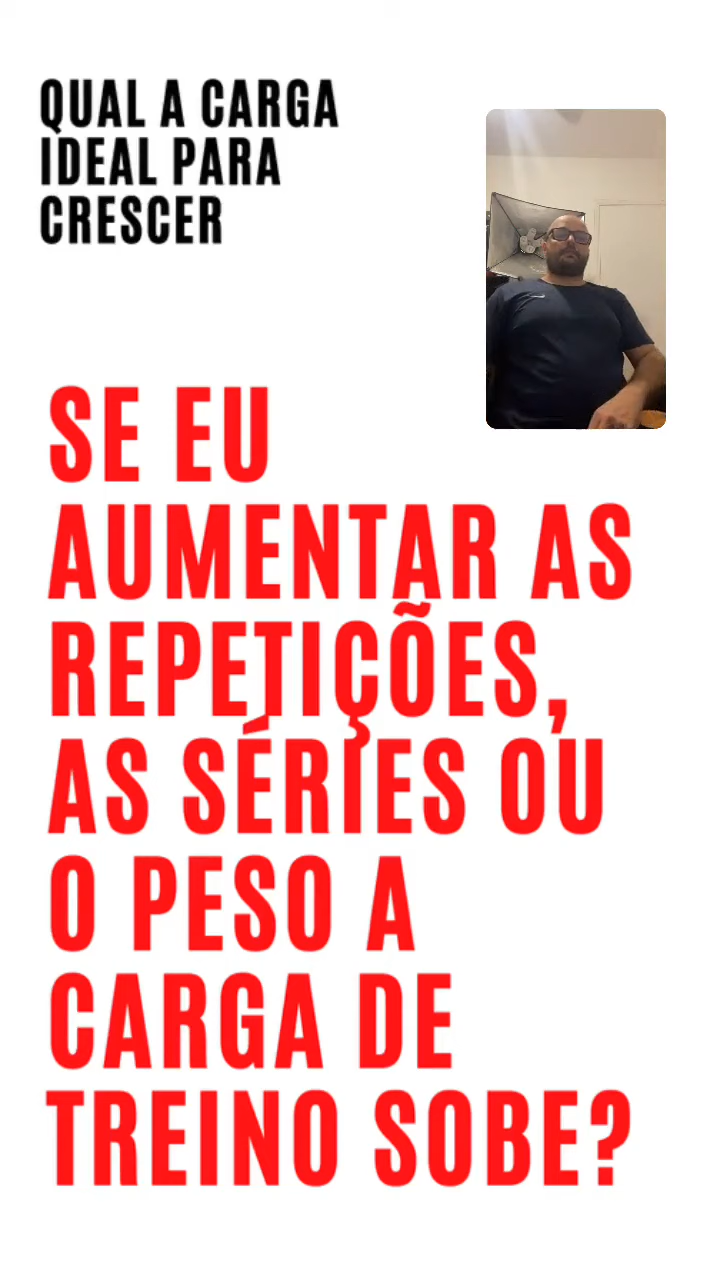 QUAL A CARGA
IDEAL PARA
CRESCER
SE EU
AUMENTAR AS
REPETIÇÕES,
AS SÉRIES OU
O PESO A
CARGA DE
TREINO SOBE?